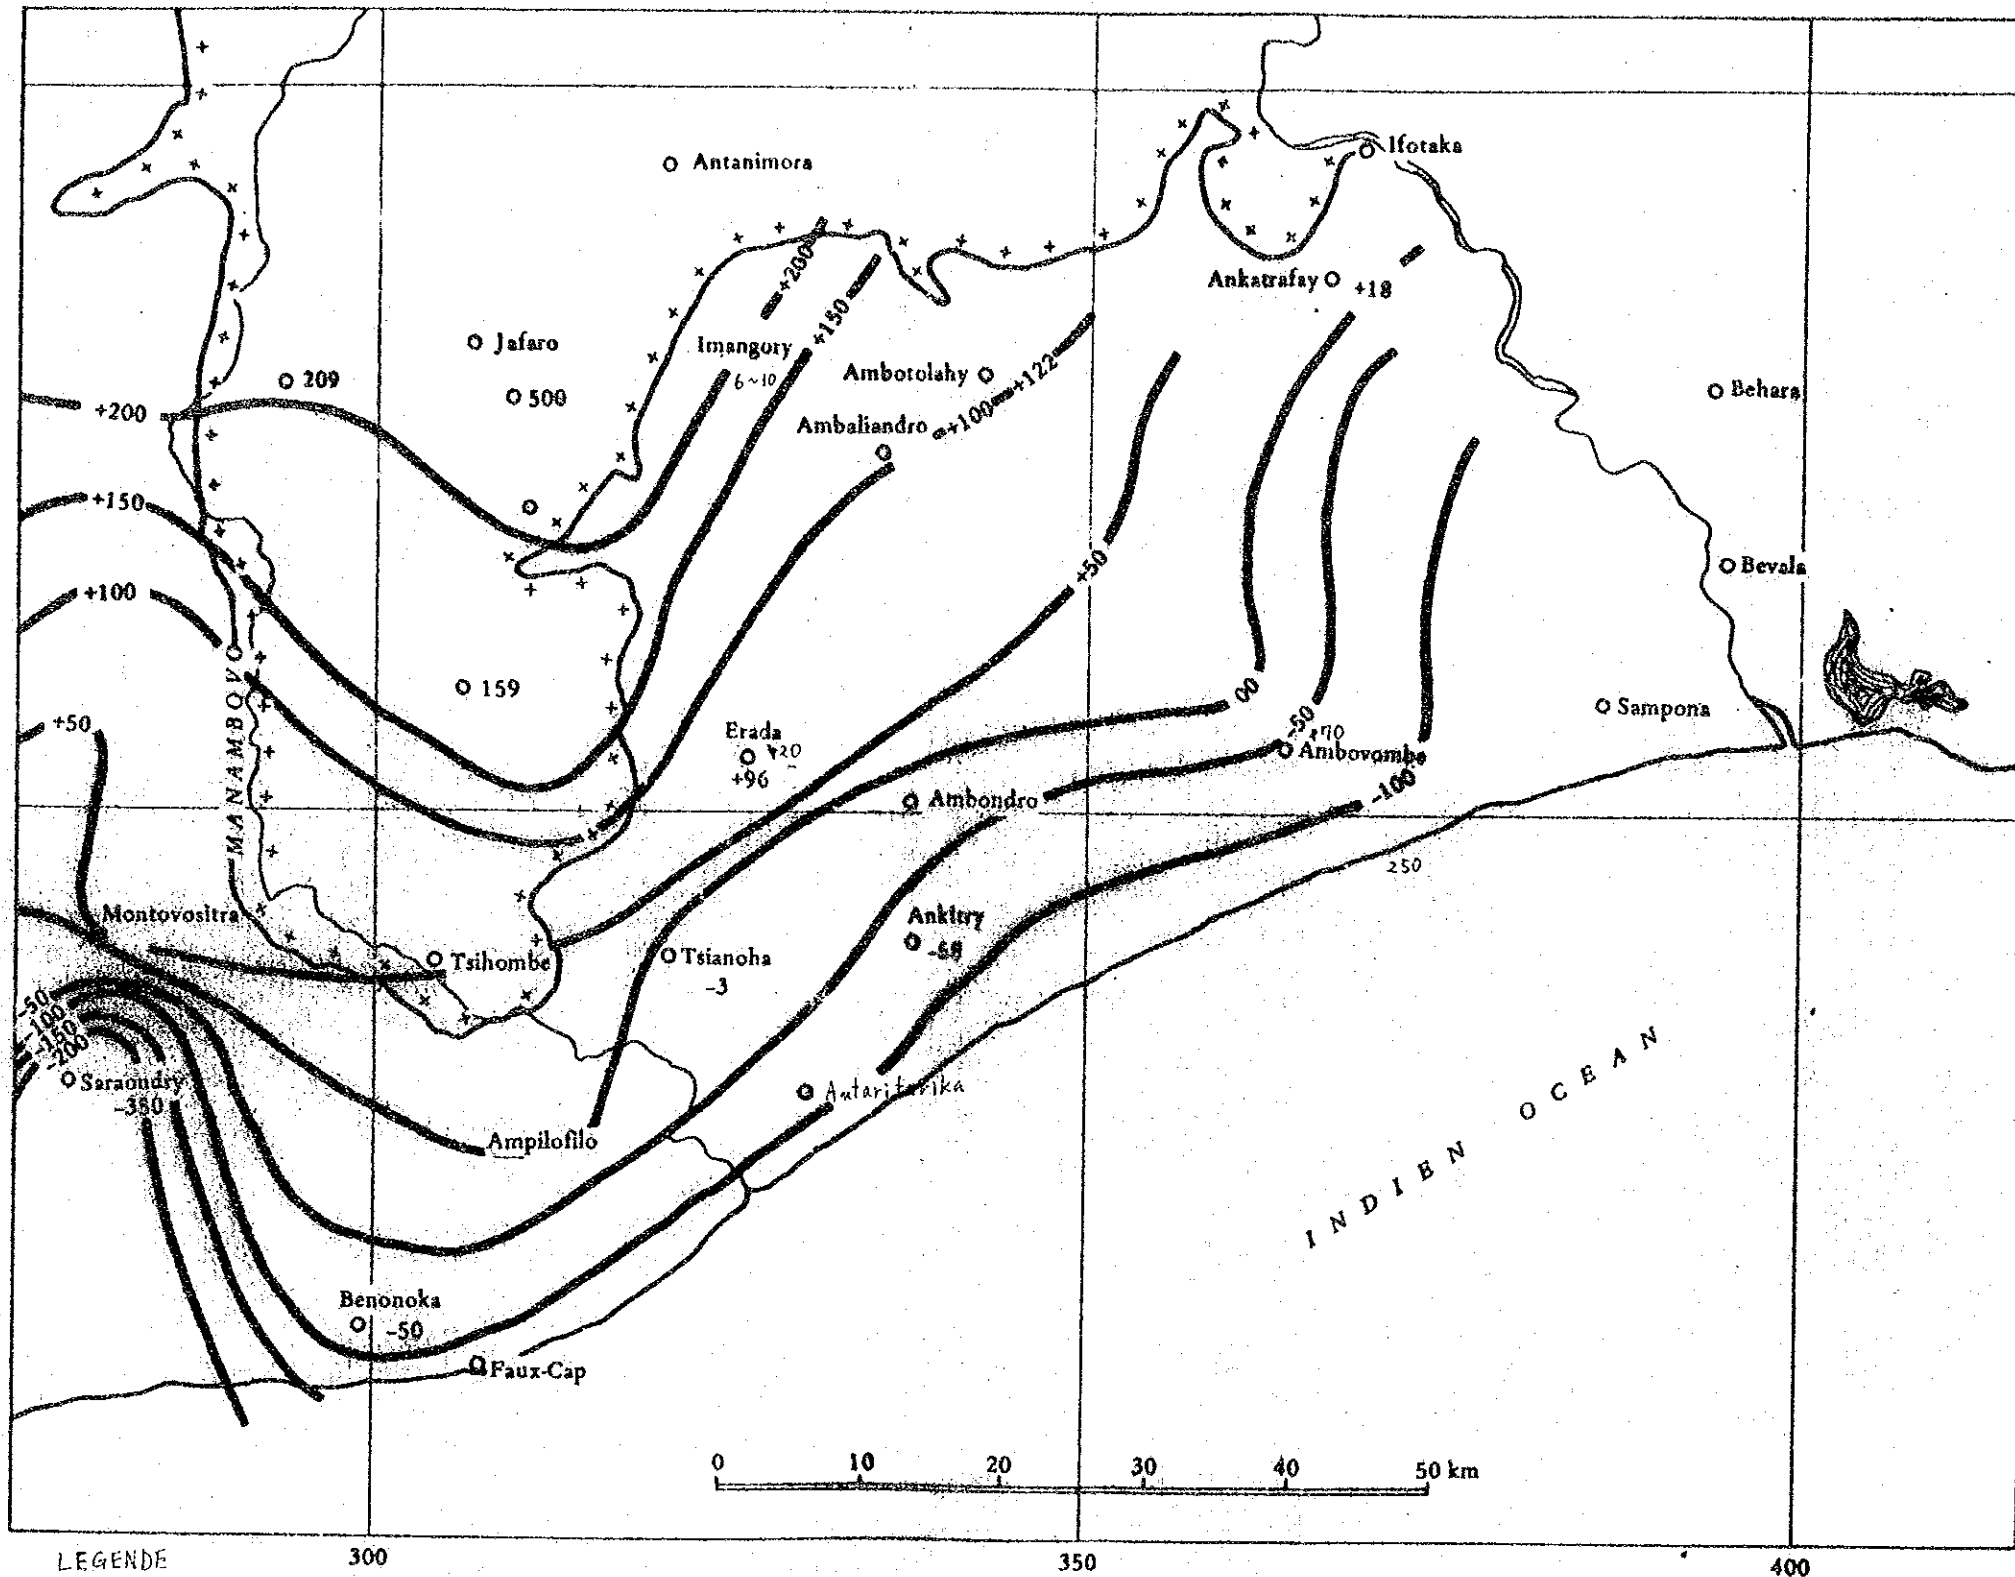 Ifotaka
Antanimora
+200
Ankatrafay
+18
+150
Jafaro
Imangory
6~10
Ambotolahy
+122
209
500
+100
Behara
+200
Ambaliandro
+150
+50
Bevala
+100
MANAMBOVO
159
00
+50
Erada
+20
+96
-50
+70
Ambovombe
Sampona
-100
Ambondro
250
Montovositra
Ankitry
-58
Tsihombe
Tsianoha
-3
-50
-100
-150
-200
Saraondry
-380
Antaritarika
INDIEN OCEAN
Ampilofilo
Benonoka
-50
Faux-Cap
0 10 20 30 40 50 km
LEGENDE
300 350 400